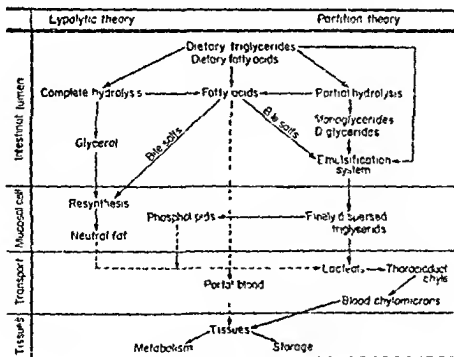 Lypolytic theory
Partition theory
Dietary triglycerides
Dietary fatty acids
Complete hydrolysis
Fatty acids
Partial hydrolysis
Monoglycerides
Diglycerides
Glycerol
Bile salts
Bile salts
Emulsification
system
Intestinal lumen
Resynthesis
Phospholipids
Finely dispersed
triglycerids
Neutral fat
Mucosal cell
Lacteals
Thoracic duct
chyle
Portal blood
Blood chylomicrons
Transport
Tissues
Metabolism
Storage
Tissues